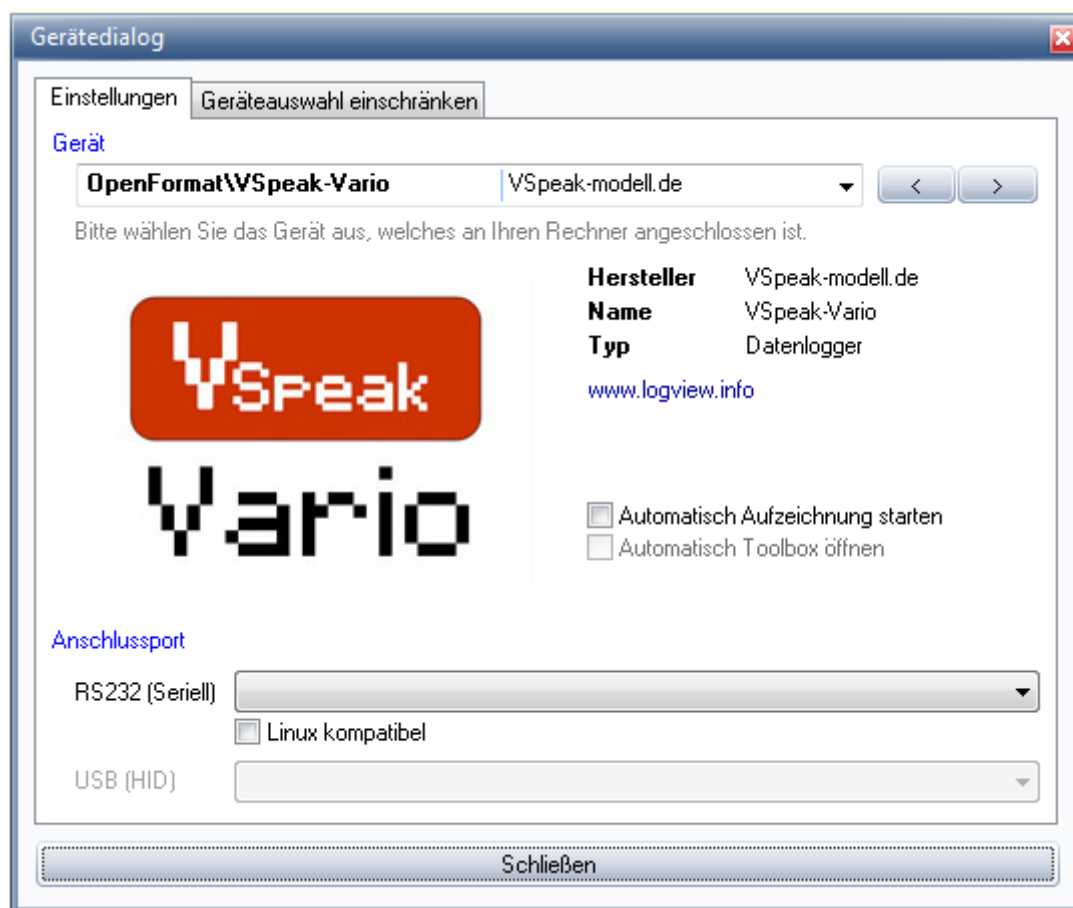 Gerätedialog
Einstellungen Geräteauswahl einschränken
Gerät
OpenFormat\VSpeak-Vario VSpeak-modell.de < >
Bitte wählen Sie das Gerät aus, welches an Ihren Rechner angeschlossen ist.
VSpeak
Vario
Hersteller VSpeak-modell.de
Name VSpeak-Vario
Typ Datenlogger
www.logview.info
Automatisch Aufzeichnung starten
Automatisch Toolbox öffnen
Anschlussport
RS232 (Seriell)
Linux kompatibel
USB (HID)
Schließen